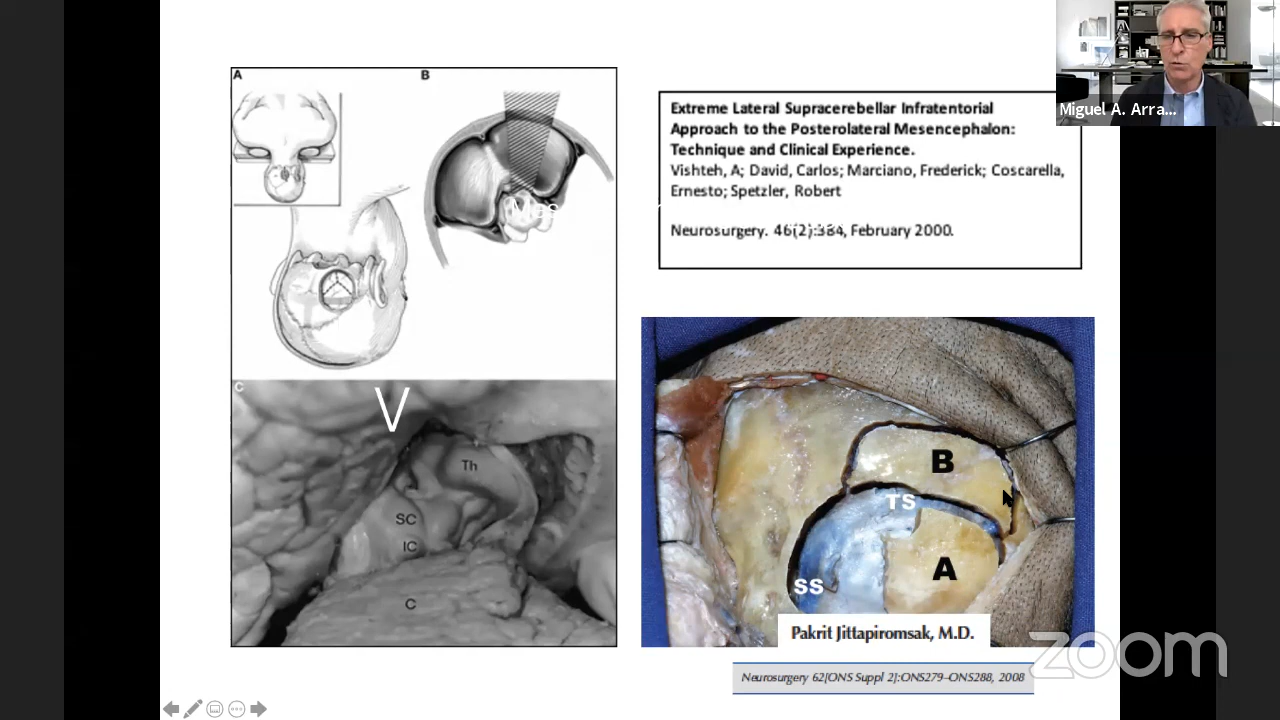 A
B
C
V
Th
SC
IC
C
Extreme Lateral Supracerebellar Infratentorial
Approach to the Posterolateral Mesencephalon:
Technique and Clinical Experience.
Vishteh, A; David, Carlos; Marciano, Frederick; Coscarella,
Ernesto; Spetzler, Robert
Neurosurgery. 46(2):384, February 2000.
Miguel A. Arra...
B
TS
A
SS
Pakrit Jittapiromsak, M.D.
Neurosurgery 62[ONS Suppl 2]:ONS279–ONS288, 2008
zoom